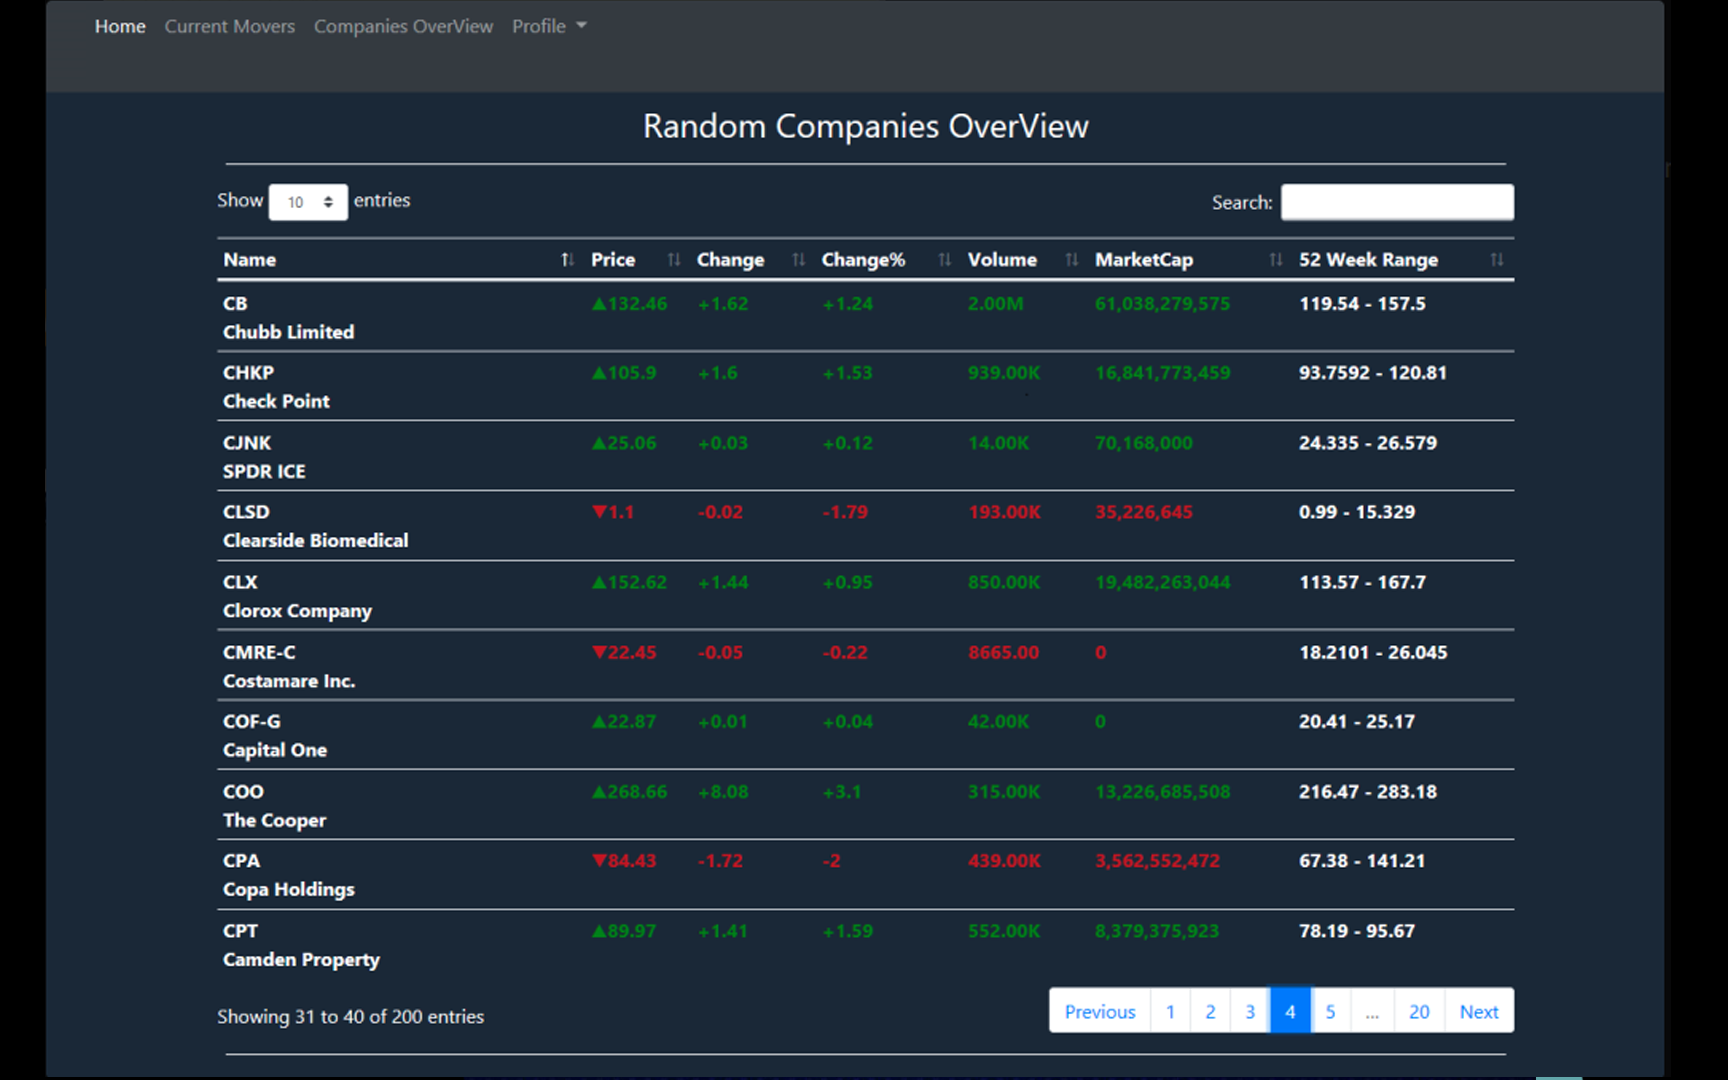 Home Current Movers Companies OverView Profile
Random Companies OverView
Show 10 entries Search:
Name Price Change Change% Volume MarketCap 52 Week Range
CB ▲132.46 +1.62 +1.24 2.00M 61,038,279,575 119.54 - 157.5
Chubb Limited
CHKP ▲105.9 +1.6 +1.53 939.00K 16,841,773,459 93.7592 - 120.81
Check Point
CJNK ▲25.06 +0.03 +0.12 14.00K 70,168,000 24.335 - 26.579
SPDR ICE
CLSD ▼1.1 -0.02 -1.79 193.00K 35,226,645 0.99 - 15.329
Clearside Biomedical
CLX ▲152.62 +1.44 +0.95 850.00K 19,482,263,044 113.57 - 167.7
Clorox Company
CMRE-C ▼22.45 -0.05 -0.22 8665.00 0 18.2101 - 26.045
Costamare Inc.
COF-G ▲22.87 +0.01 +0.04 42.00K 0 20.41 - 25.17
Capital One
COO ▲268.66 +8.08 +3.1 315.00K 13,226,685,508 216.47 - 283.18
The Cooper
CPA ▼84.43 -1.72 -2 439.00K 3,562,552,472 67.38 - 141.21
Copa Holdings
CPT ▲89.97 +1.41 +1.59 552.00K 8,379,375,923 78.19 - 95.67
Camden Property
Showing 31 to 40 of 200 entries Previous 1 2 3 4 5 ... 20 Next